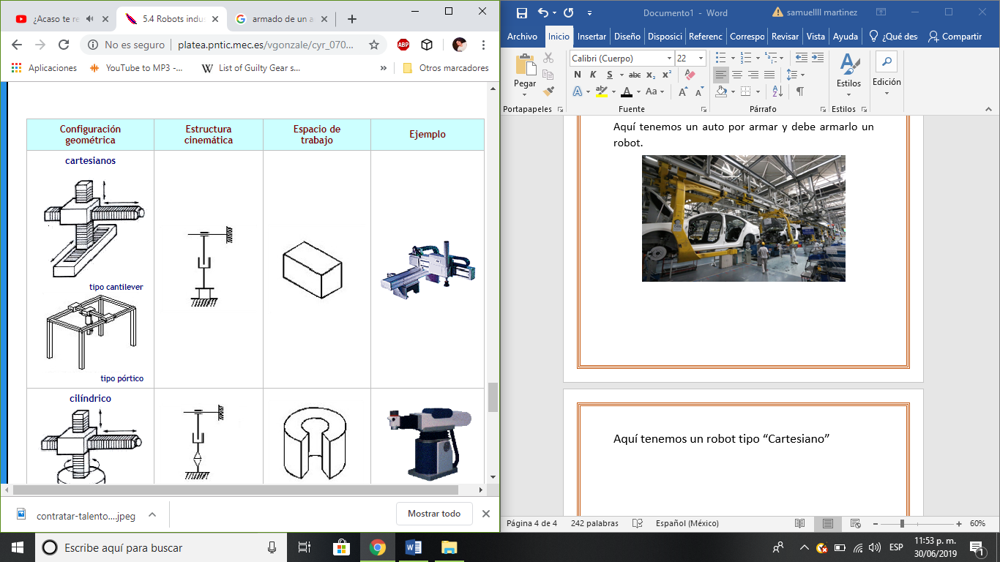 ¿Acaso te re
5.4 Robots indus
armado de un a
No es seguro
platea.pntic.mec.es/vgonzale/cyr_070...
ABP
Aplicaciones
YouTube to MP3 -...
List of Guilty Gear s...
»
Otros marcadores
Configuración geométrica
Estructura cinemática
Espacio de trabajo
Ejemplo
cartesianos
tipo cantilever
tipo pórtico
cilíndrico
contratar-talento....jpeg
Mostrar todo
Documento1 - Word
samuellll martinez
Archivo
Inicio
Insertar
Diseño
Disposici
Referenc
Correspo
Revisar
Vista
Ayuda
¿Qué des
Compartir
Pegar
Portapapeles
Calibri (Cuerpo)
22
N K S abc x₂ x²
A ab A Aa A A
Fuente
Párrafo
Estilos
Estilos
Edición
Aquí tenemos un auto por armar y debe armarlo un
robot.
Aquí tenemos un robot tipo “Cartesiano”
Página 4 de 4
242 palabras
Español (México)
60%
Escribe aquí para buscar
ESP
11:53 p. m.
30/06/2019
1